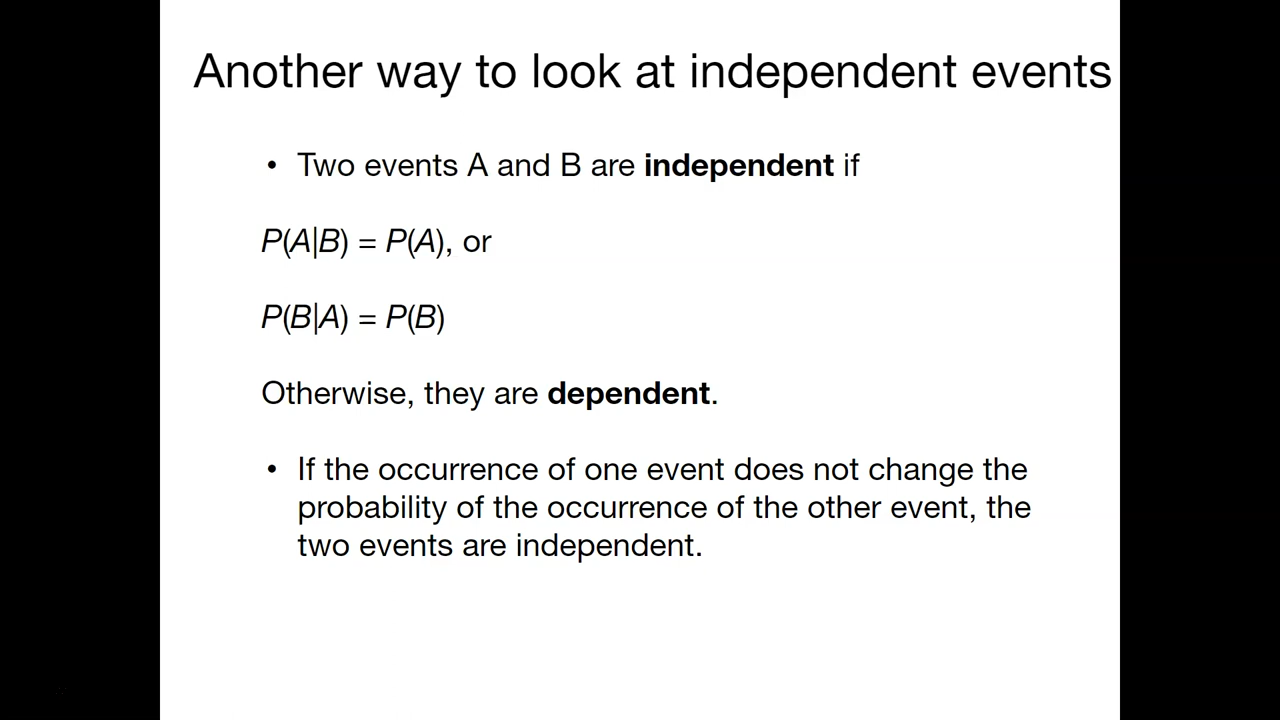 Another way to look at independent events
• Two events A and B are independent if
P(A|B) = P(A), or
P(B|A) = P(B)
Otherwise, they are dependent.
• If the occurrence of one event does not change the
probability of the occurrence of the other event, the
two events are independent.